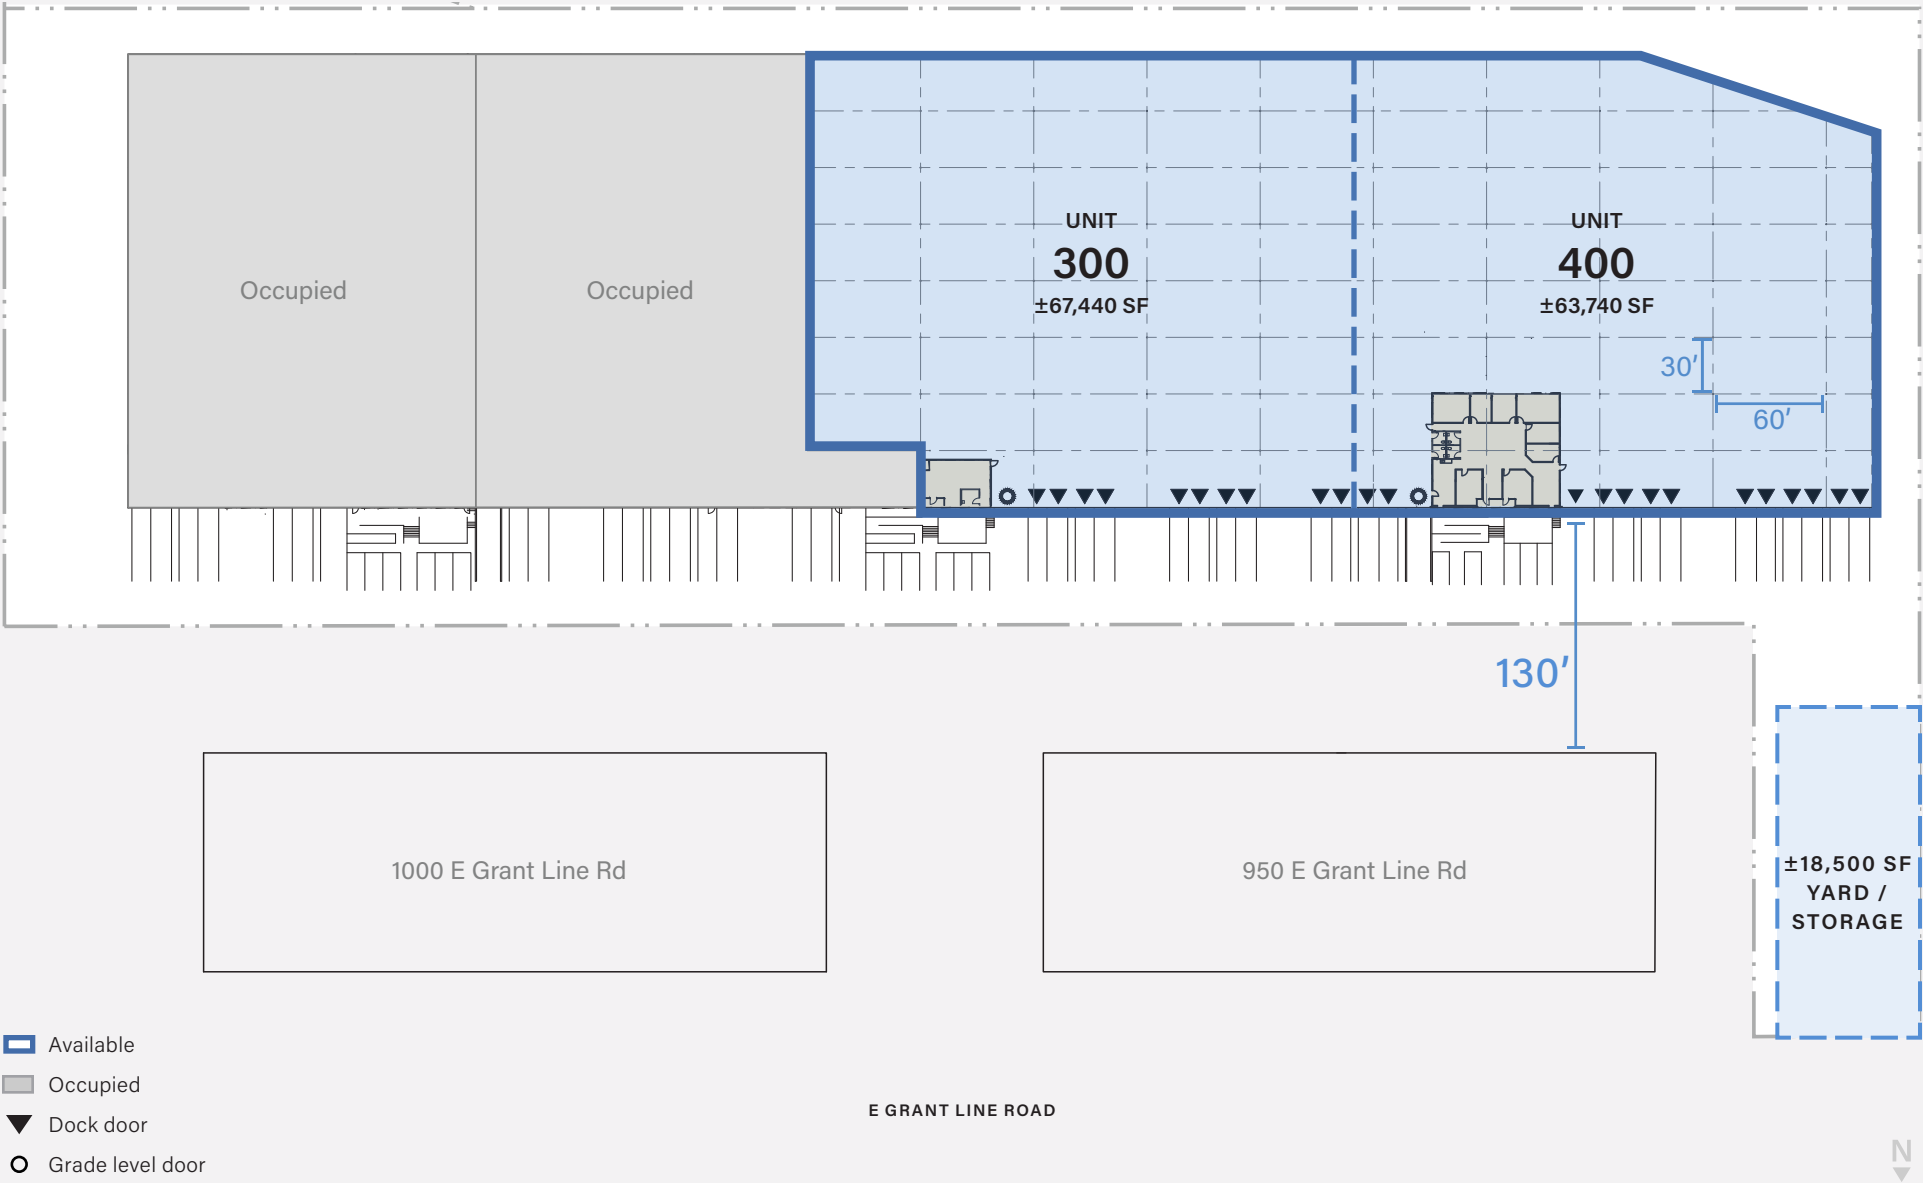 UNIT
300
±67,440 SF
UNIT
400
±63,740 SF
Occupied
Occupied
30′
60′
130′
1000 E Grant Line Rd
950 E Grant Line Rd
±18,500 SF
YARD /
STORAGE
Available
Occupied
Dock door
Grade level door
E GRANT LINE ROAD
N